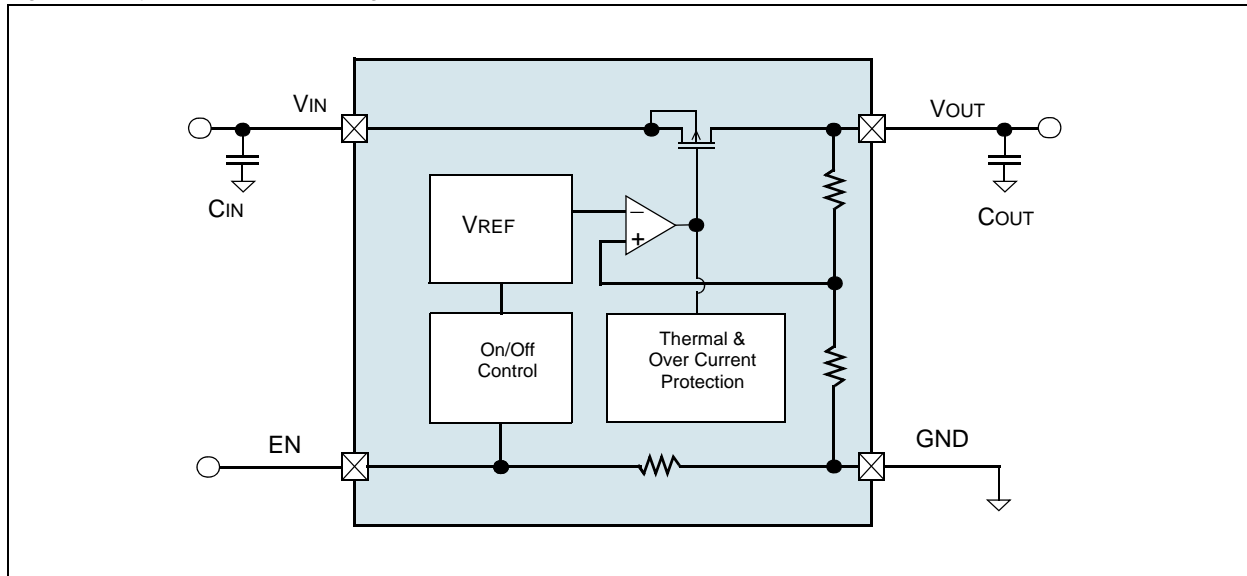 VIN
VOUT
CIN
COUT
VREF
−
+
On/Off
Control
Thermal &
Over Current
Protection
EN
GND